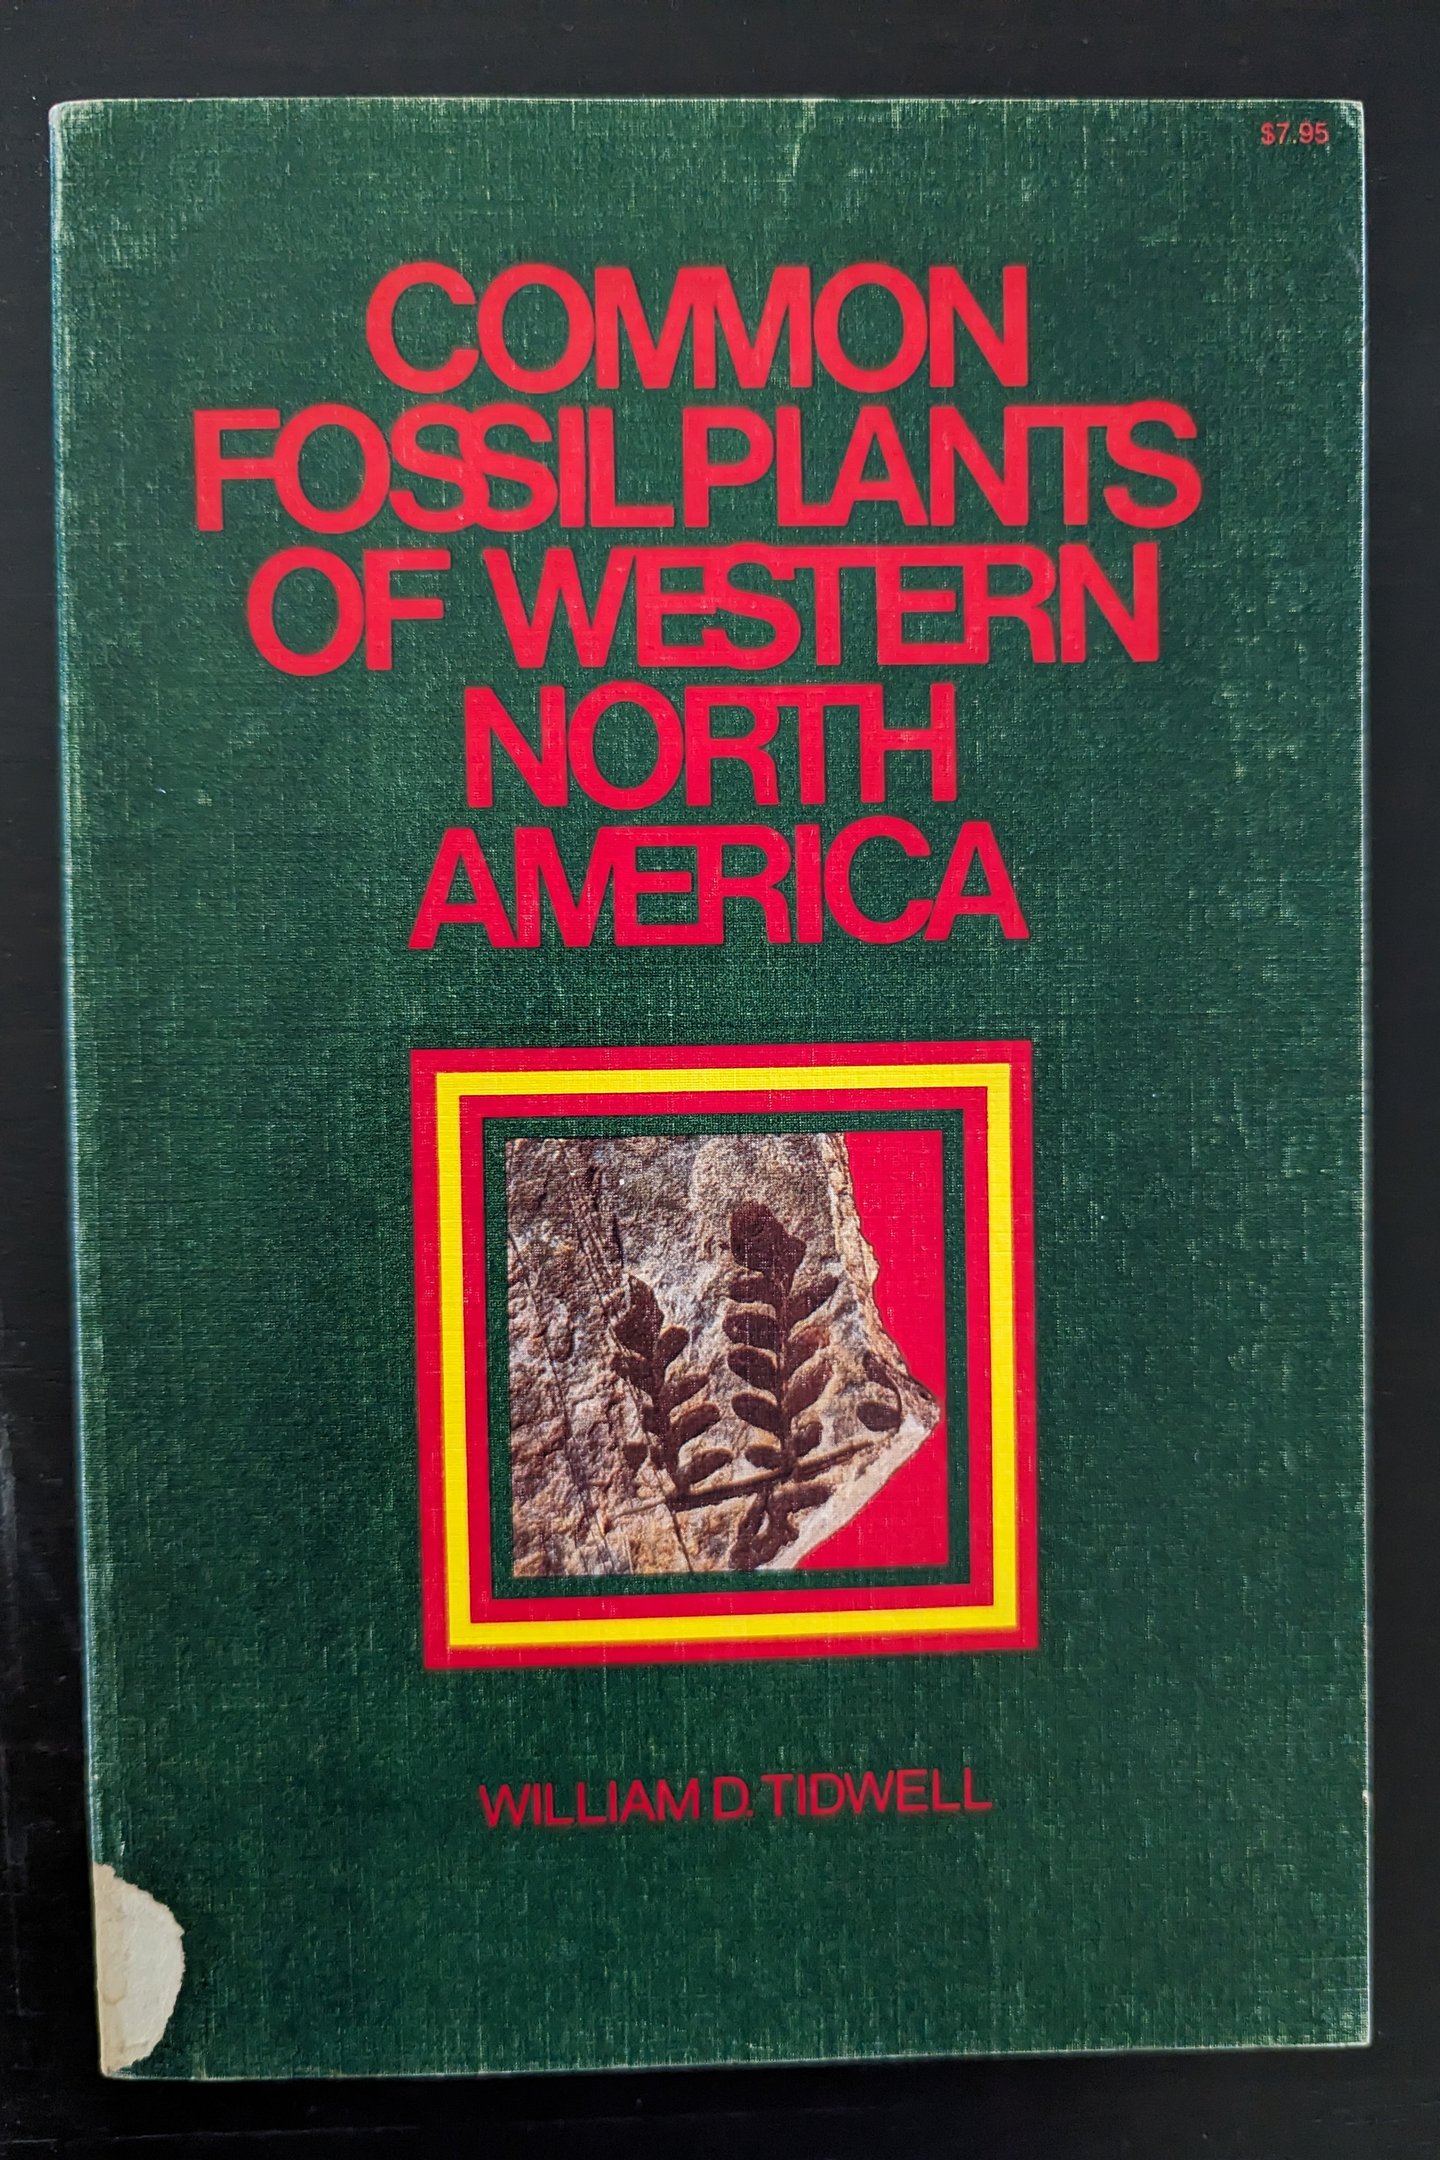 $7.95
COMMON
FOSSIL PLANTS
OF WESTERN
NORTH
AMERICA
WILLIAM D. TIDWELL